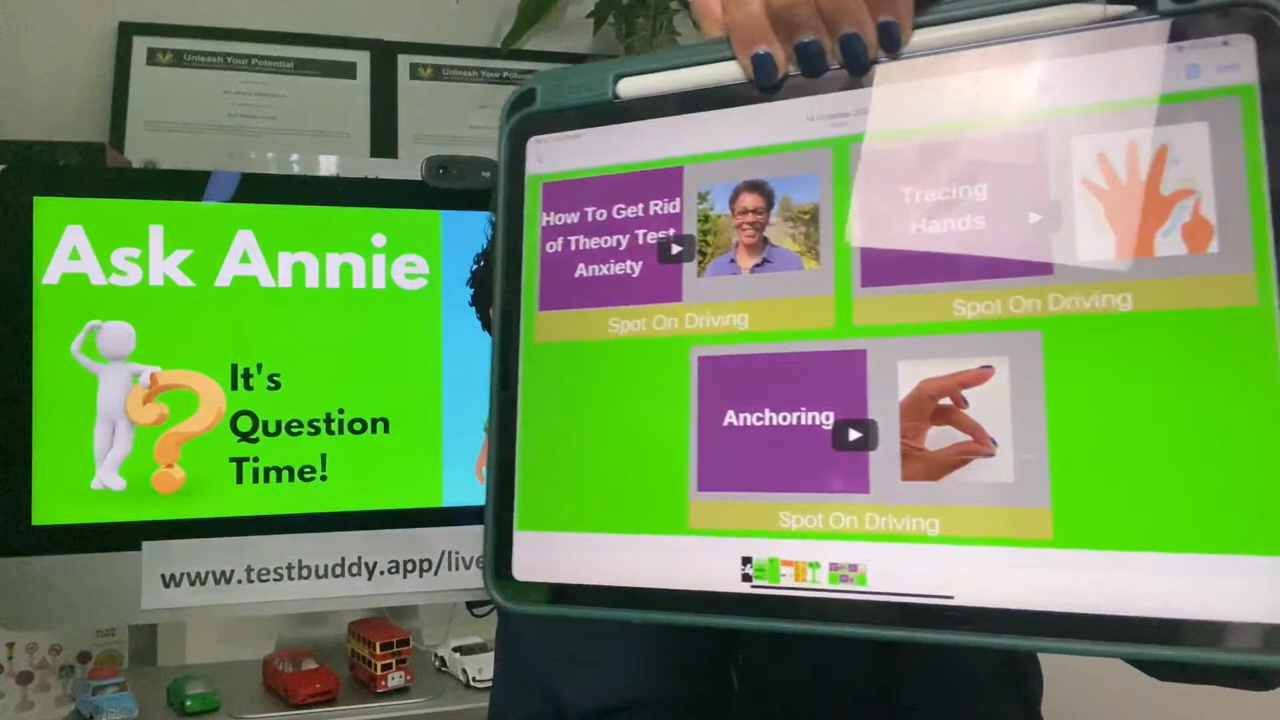 Unleash Your Potential
Unleash Your
Ask Annie
It's
Question
Time!
www.testbuddy.app/live
How To Get Rid
of Theory Test
Anxiety
Spot On Driving
Tracing
Hands
Spot On Driving
Anchoring
Spot On Driving